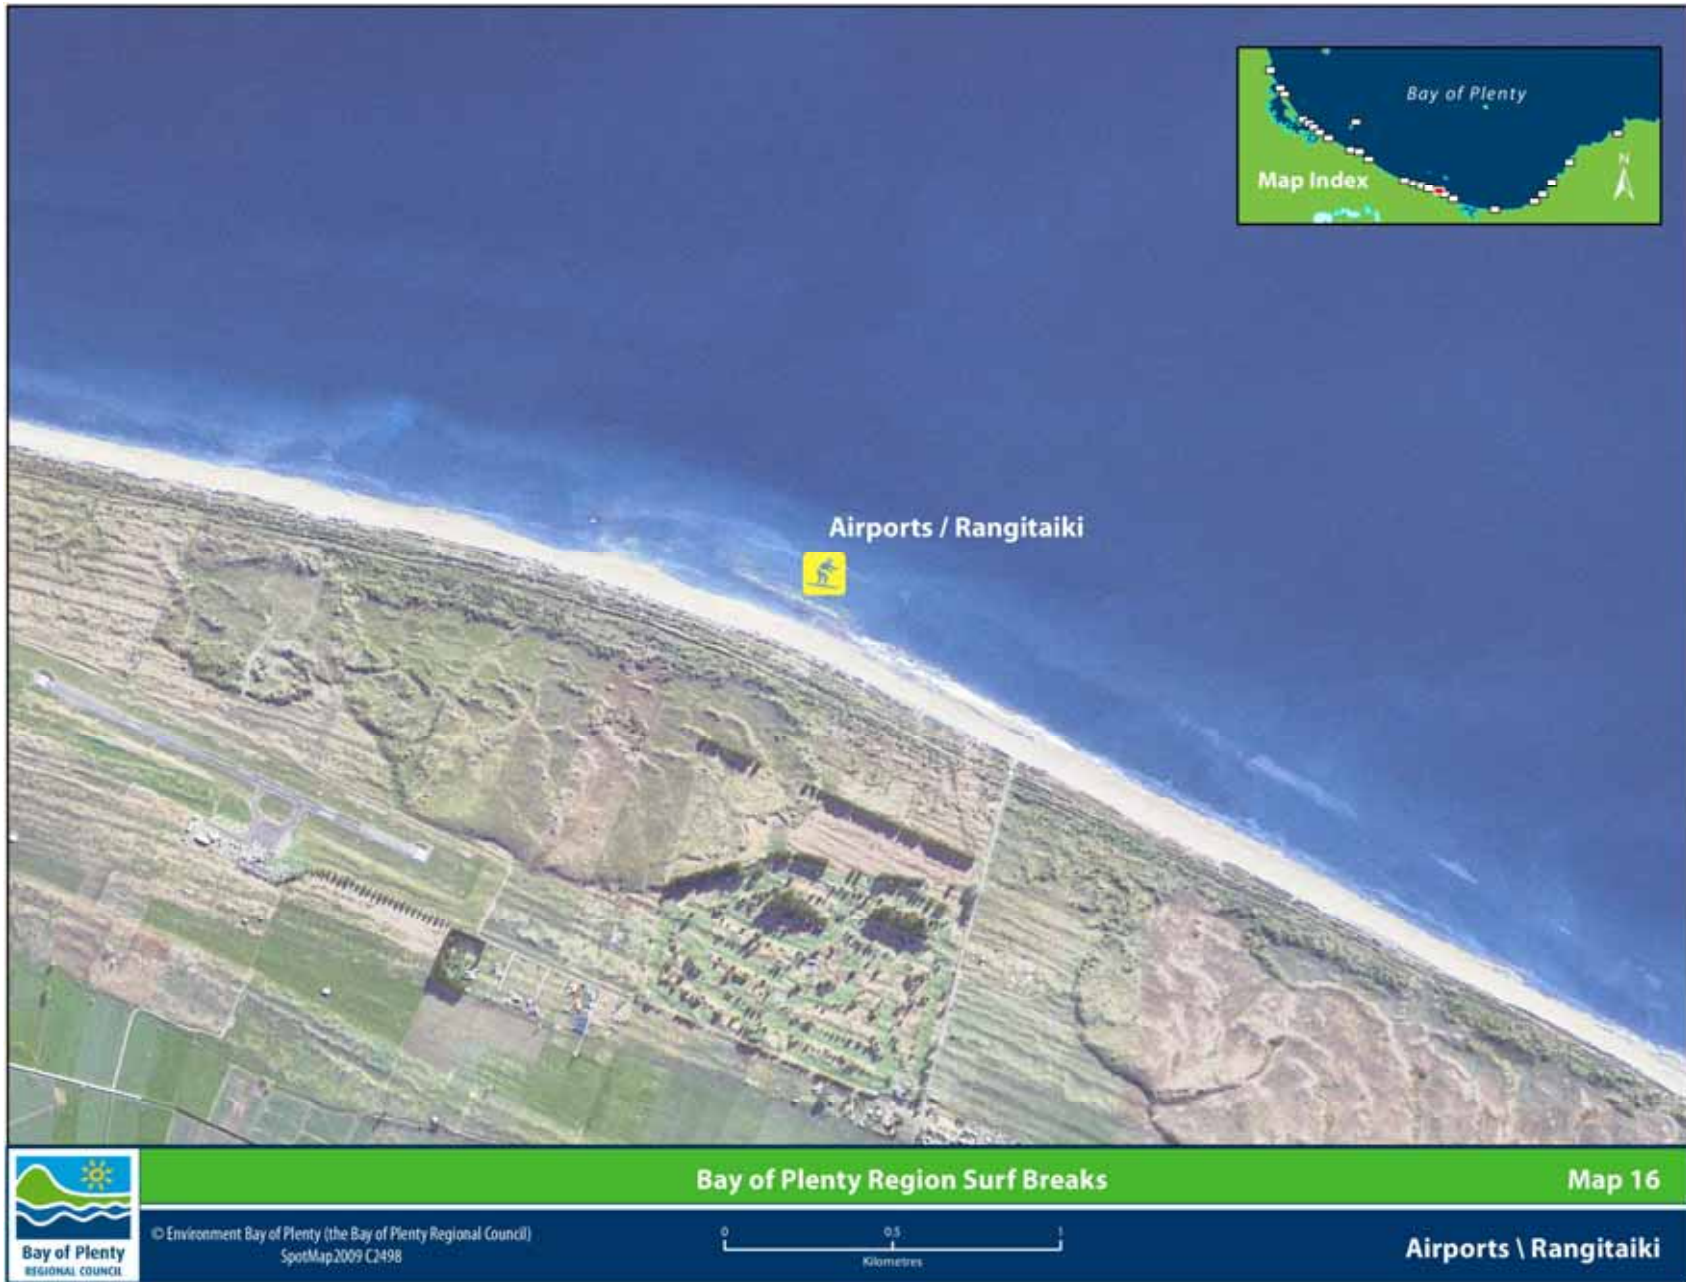 Bay of Plenty
Map Index
N
Airports / Rangitaiki
Bay of Plenty Region Surf Breaks
Map 16
Bay of Plenty
REGIONAL COUNCIL
© Environment Bay of Plenty (the Bay of Plenty Regional Council)
SpotMap2009 C2498
0 0.5 1
Kilometres
Airports \ Rangitaiki